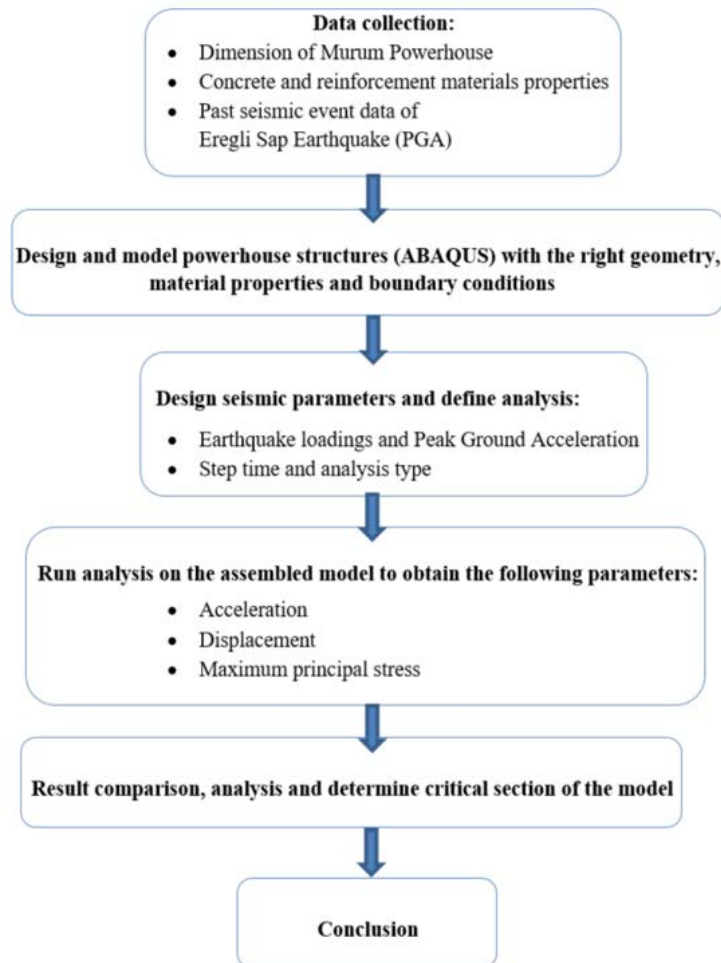 Data collection:
• Dimension of Murum Powerhouse
• Concrete and reinforcement materials properties
• Past seismic event data of
Eregli Sap Earthquake (PGA)
Design and model powerhouse structures (ABAQUS) with the right geometry,
material properties and boundary conditions
Design seismic parameters and define analysis:
• Earthquake loadings and Peak Ground Acceleration
• Step time and analysis type
Run analysis on the assembled model to obtain the following parameters:
• Acceleration
• Displacement
• Maximum principal stress
Result comparison, analysis and determine critical section of the model
Conclusion